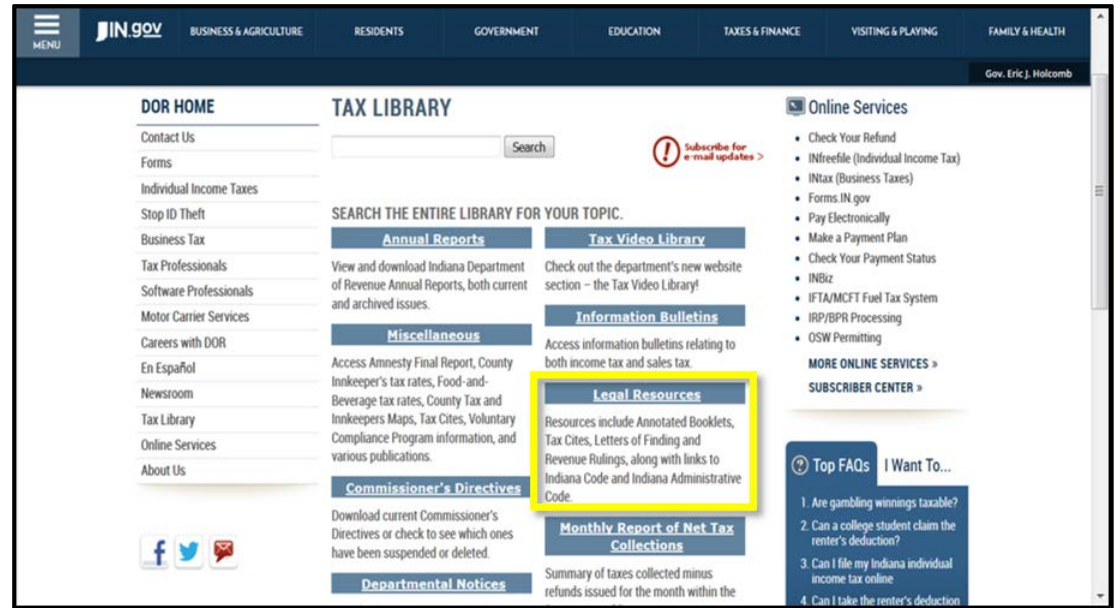 MENU
IN.gov
BUSINESS & AGRICULTURE
RESIDENTS
GOVERNMENT
EDUCATION
TAXES & FINANCE
VISITING & PLAYING
FAMILY & HEALTH
Gov. Eric J. Holcomb
DOR HOME
Contact Us
Forms
Individual Income Taxes
Stop ID Theft
Business Tax
Tax Professionals
Software Professionals
Motor Carrier Services
Careers with DOR
En Español
Newsroom
Tax Library
Online Services
About Us
TAX LIBRARY
Search
Subscribe for
e-mail updates >
SEARCH THE ENTIRE LIBRARY FOR YOUR TOPIC.
Annual Reports
View and download Indiana Department
of Revenue Annual Reports, both current
and archived issues.
Miscellaneous
Access Amnesty Final Report, County
Innkeeper's tax rates, Food-and-
Beverage tax rates, County Tax and
Innkeepers Maps, Tax Cites, Voluntary
Compliance Program information, and
various publications.
Commissioner's Directives
Download current Commissioner's
Directives or check to see which ones
have been suspended or deleted.
Departmental Notices
Tax Video Library
Check out the department's new website
section – the Tax Video Library!
Information Bulletins
Access information bulletins relating to
both income tax and sales tax.
Legal Resources
Resources include Annotated Booklets,
Tax Cites, Letters of Finding and
Revenue Rulings, along with links to
Indiana Code and Indiana Administrative
Code.
Monthly Report of Net Tax
Collections
Summary of taxes collected minus
refunds issued for the month within the
Online Services
• Check Your Refund
• INfreefile (Individual Income Tax)
• INtax (Business Taxes)
• Forms.IN.gov
• Pay Electronically
• Make a Payment Plan
• Check Your Payment Status
• INBiz
• IFTA/MCFT Fuel Tax System
• IRP/BPR Processing
• OSW Permitting
MORE ONLINE SERVICES »
SUBSCRIBER CENTER »
Top FAQs
I Want To...
1. Are gambling winnings taxable?
2. Can a college student claim the
renter's deduction?
3. Can I file my Indiana individual
income tax online
4. Can I take the renter's deduction